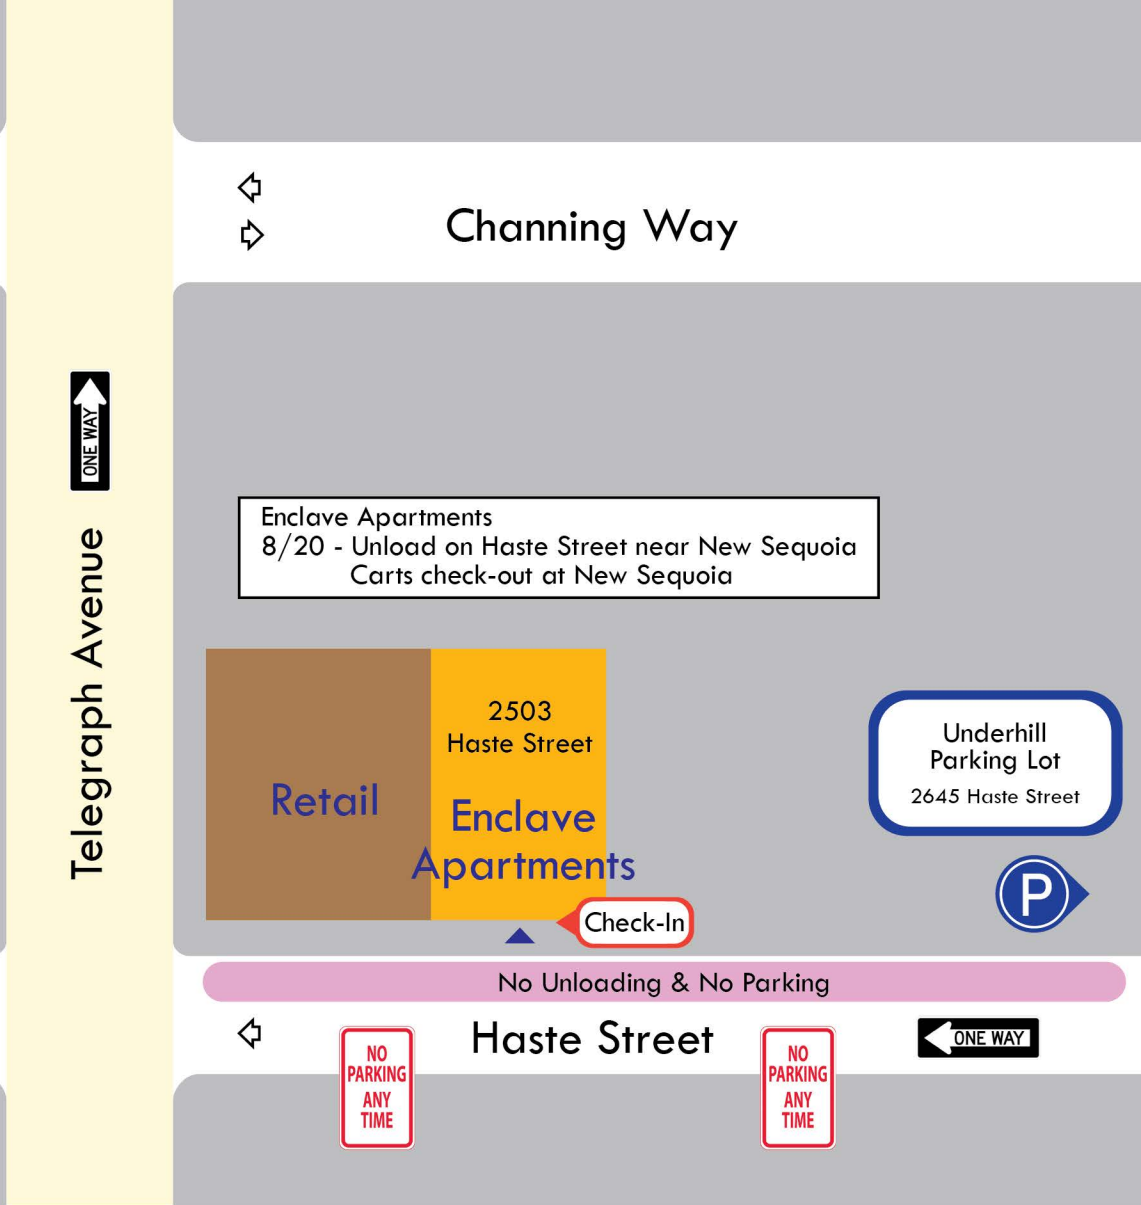 Channing Way
ONE WAY
Telegraph Avenue
Enclave Apartments
8/20 - Unload on Haste Street near New Sequoia
Carts check-out at New Sequoia
Retail
2503
Haste Street
Enclave
Apartments
Check-In
Underhill
Parking Lot
2645 Haste Street
P
No Unloading & No Parking
Haste Street
ONE WAY
NO
PARKING
ANY
TIME
NO
PARKING
ANY
TIME